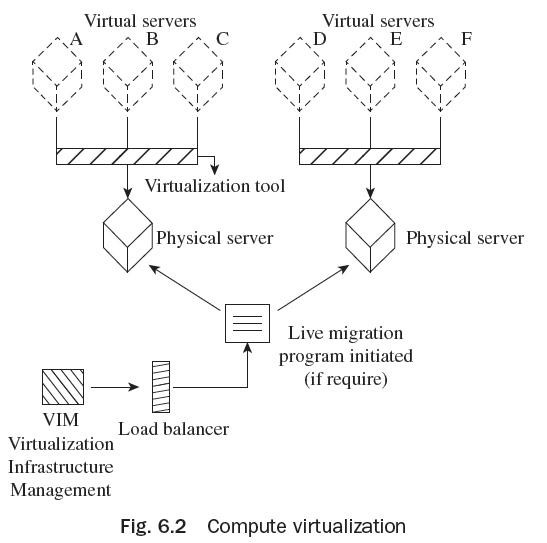 Virtual servers
Virtual servers
A
B
C
D
E
F
Virtualization tool
Physical server
Physical server
Live migration
program initiated
(if require)
VIM
Virtualization
Infrastructure
Management
Load balancer
Fig. 6.2 Compute virtualization